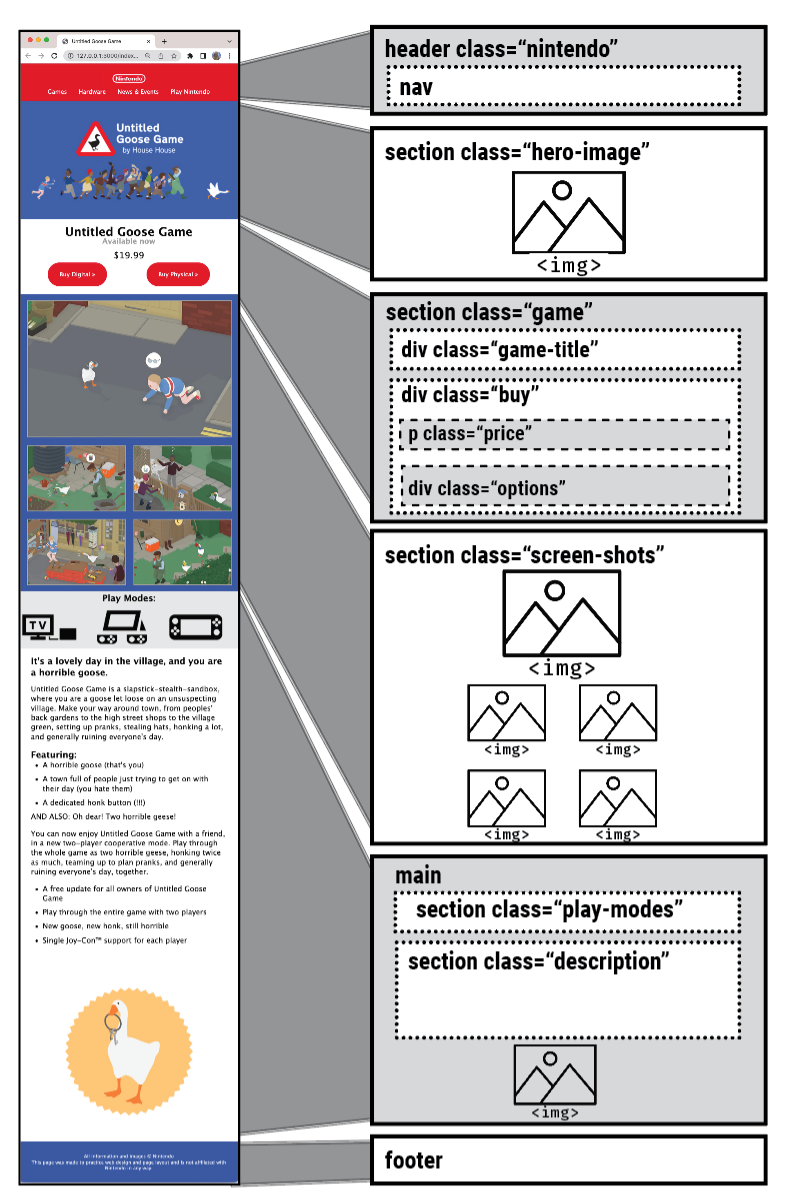 Untitled Goose Game
127.0.0.1:5000/index...
Nintendo
Games Hardware News & Events Play Nintendo
Untitled
Goose Game
by House House
Untitled Goose Game
Available now
$19.99
Buy Digital > Buy Physical >
Play Modes:
TV
It's a lovely day in the village, and you are
a horrible goose.
Untitled Goose Game is a slapstick-stealth-sandbox,
where you are a goose let loose on an unsuspecting
village. Make your way around town, from peoples'
back gardens to the high street shops to the village
green, setting up pranks, stealing hats, honking a lot,
and generally ruining everyone's day.
Featuring:
• A horrible goose (that's you)
• A town full of people just trying to get on with
their day (you hate them)
• A dedicated honk button (!!!)
AND ALSO: Oh dear! Two horrible geese!
You can now enjoy Untitled Goose Game with a friend,
in a new two-player cooperative mode. Play through
the whole game as two horrible geese, honking twice
as much, teaming up to plan pranks, and generally
ruining everyone's day, together.
• A free update for all owners of Untitled Goose
Game
• Play through the entire game with two players
• New goose, new honk, still horrible
• Single Joy-Con™ support for each player
All information and images © Nintendo
This page was made to practice web design and page layout and is not affiliated with
Nintendo in any way.
header class=“nintendo”
nav
section class=“hero-image”
<img>
section class=“game”
div class=“game-title”
div class=“buy”
p class=“price”
div class=“options”
section class=“screen-shots”
<img>
<img> <img>
<img> <img>
main
section class=“play-modes”
section class=“description”
<img>
footer